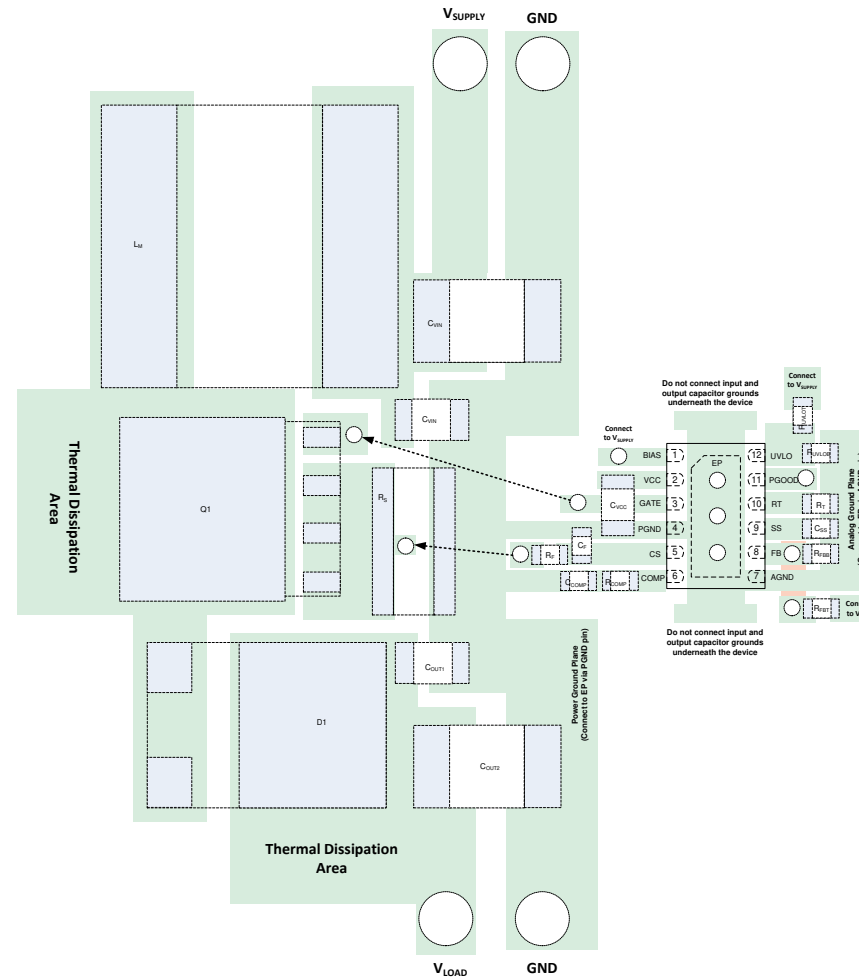 VSUPPLY
GND
LM
CVIN
CVIN
Connect
to VSUPPLY
RUVLOT
Do not connect input and
output capacitor grounds
underneath the device
Connect
to VSUPPLY
BIAS
1
EP
12
UVLO
RUVLOB
VCC
2
11
PGOOD
GATE
3
10
RT
RT
CVCC
PGND
4
9
SS
CSS
CS
5
8
FB
RFBB
CF
RF
COMP
6
7
AGND
CCOMP
RCOMP
RFBT
Analog Ground Plane
Do not connect input and
output capacitor grounds
underneath the device
Thermal Dissipation
Area
Q1
RS
COUT1
Power Ground Plane
(Connect to EP via PGND pin)
D1
COUT2
Thermal Dissipation
Area
VLOAD
GND